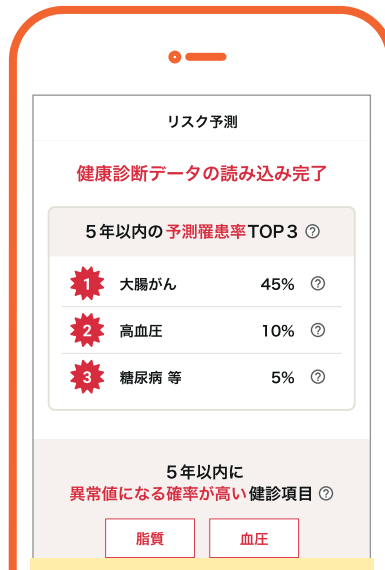 リスク予測
健康診断データの読み込み完了
5年以内の予測罹患率TOP3 ?
1 大腸がん 45% ?
2 高血圧 10% ?
3 糖尿病 等 5% ?
5年以内に
異常値になる確率が高い健診項目 ?
脂質 血圧